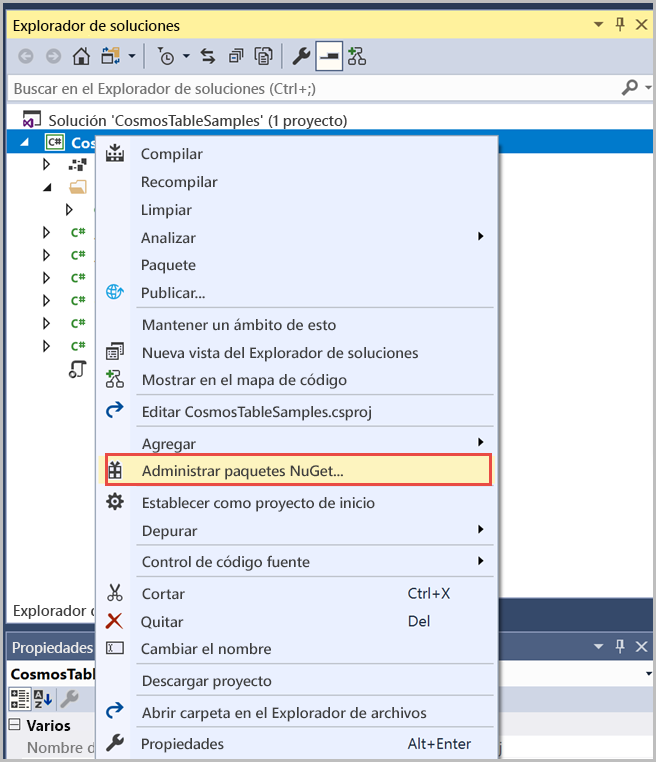 Explorador de soluciones
Buscar en el Explorador de soluciones (Ctrl+;)
Solución 'CosmosTableSamples' (1 proyecto)
C# Cos
Compilar
Recompilar
Limpiar
Analizar
C#
Paquete
C#
C#
Publicar...
C#
Mantener un ámbito de esto
C#
Nueva vista del Explorador de soluciones
C#
Mostrar en el mapa de código
Editar CosmosTableSamples.csproj
Agregar
Administrar paquetes NuGet...
Establecer como proyecto de inicio
Depurar
Control de código fuente
Cortar Ctrl+X
Explorador
Quitar Del
Propiedades
Cambiar el nombre
CosmosTabl
Descargar proyecto
Abrir carpeta en el Explorador de archivos
Varios
Propiedades Alt+Enter
Nombre d